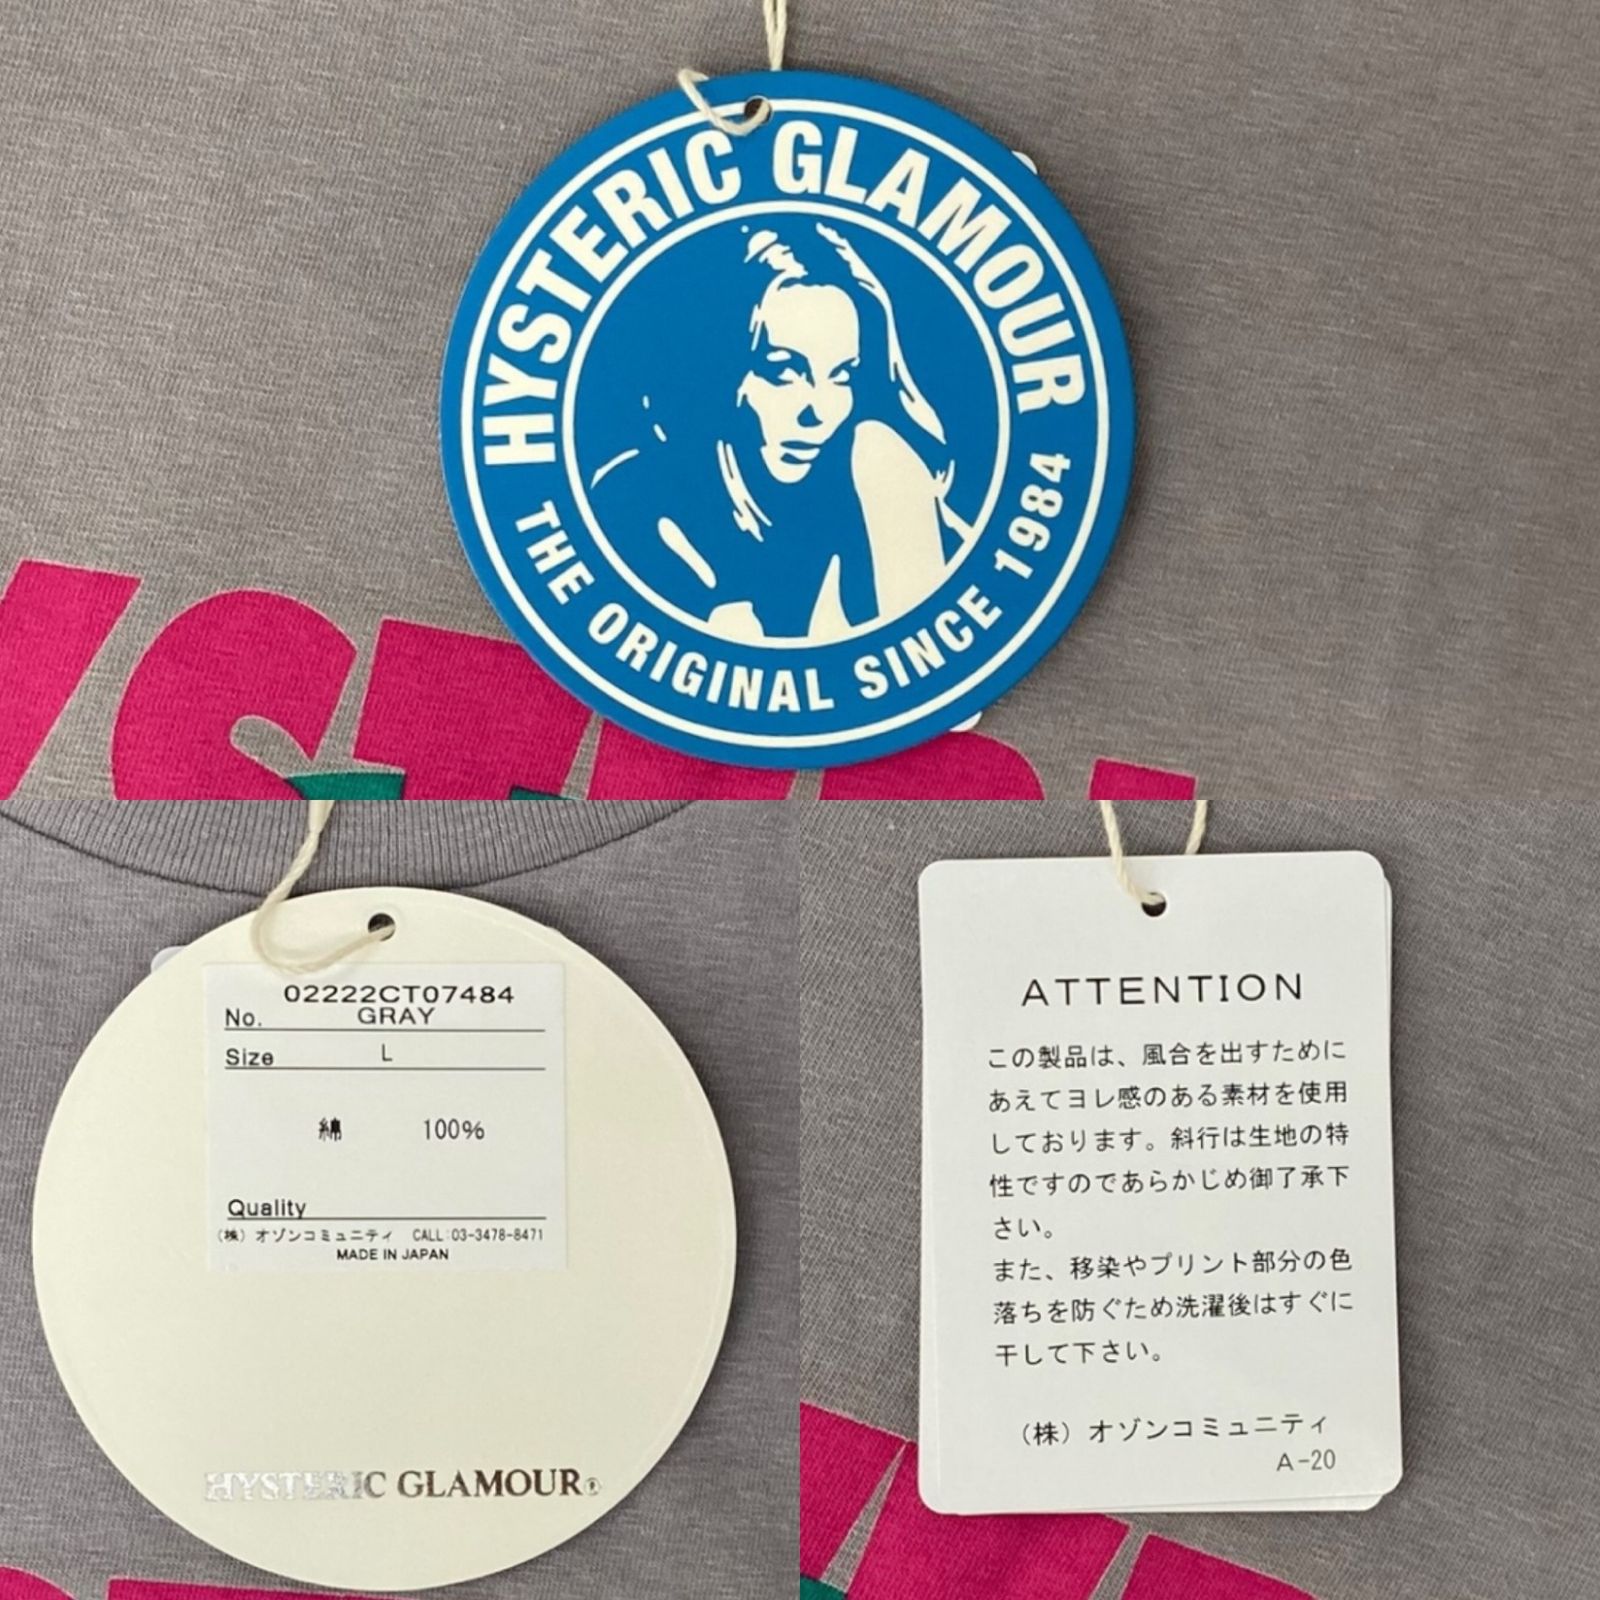 HYSTERIC GLAMOUR
THE ORIGINAL SINCE 1984
02222CT07484
No. GRAY
Size L
綿 100%
Quality
(株) オゾンコミュニティ CALL:03-3478-8471
MADE IN JAPAN
HYSTERIC GLAMOUR®
ATTENTION
この製品は、風合を出すために
あえてヨレ感のある素材を使用
しております。斜行は生地の特
性ですのであらかじめ御了承下
さい。
また、移染やプリント部分の色
落ちを防ぐため洗濯後はすぐに
干して下さい。
(株) オゾンコミュニティ
A-20